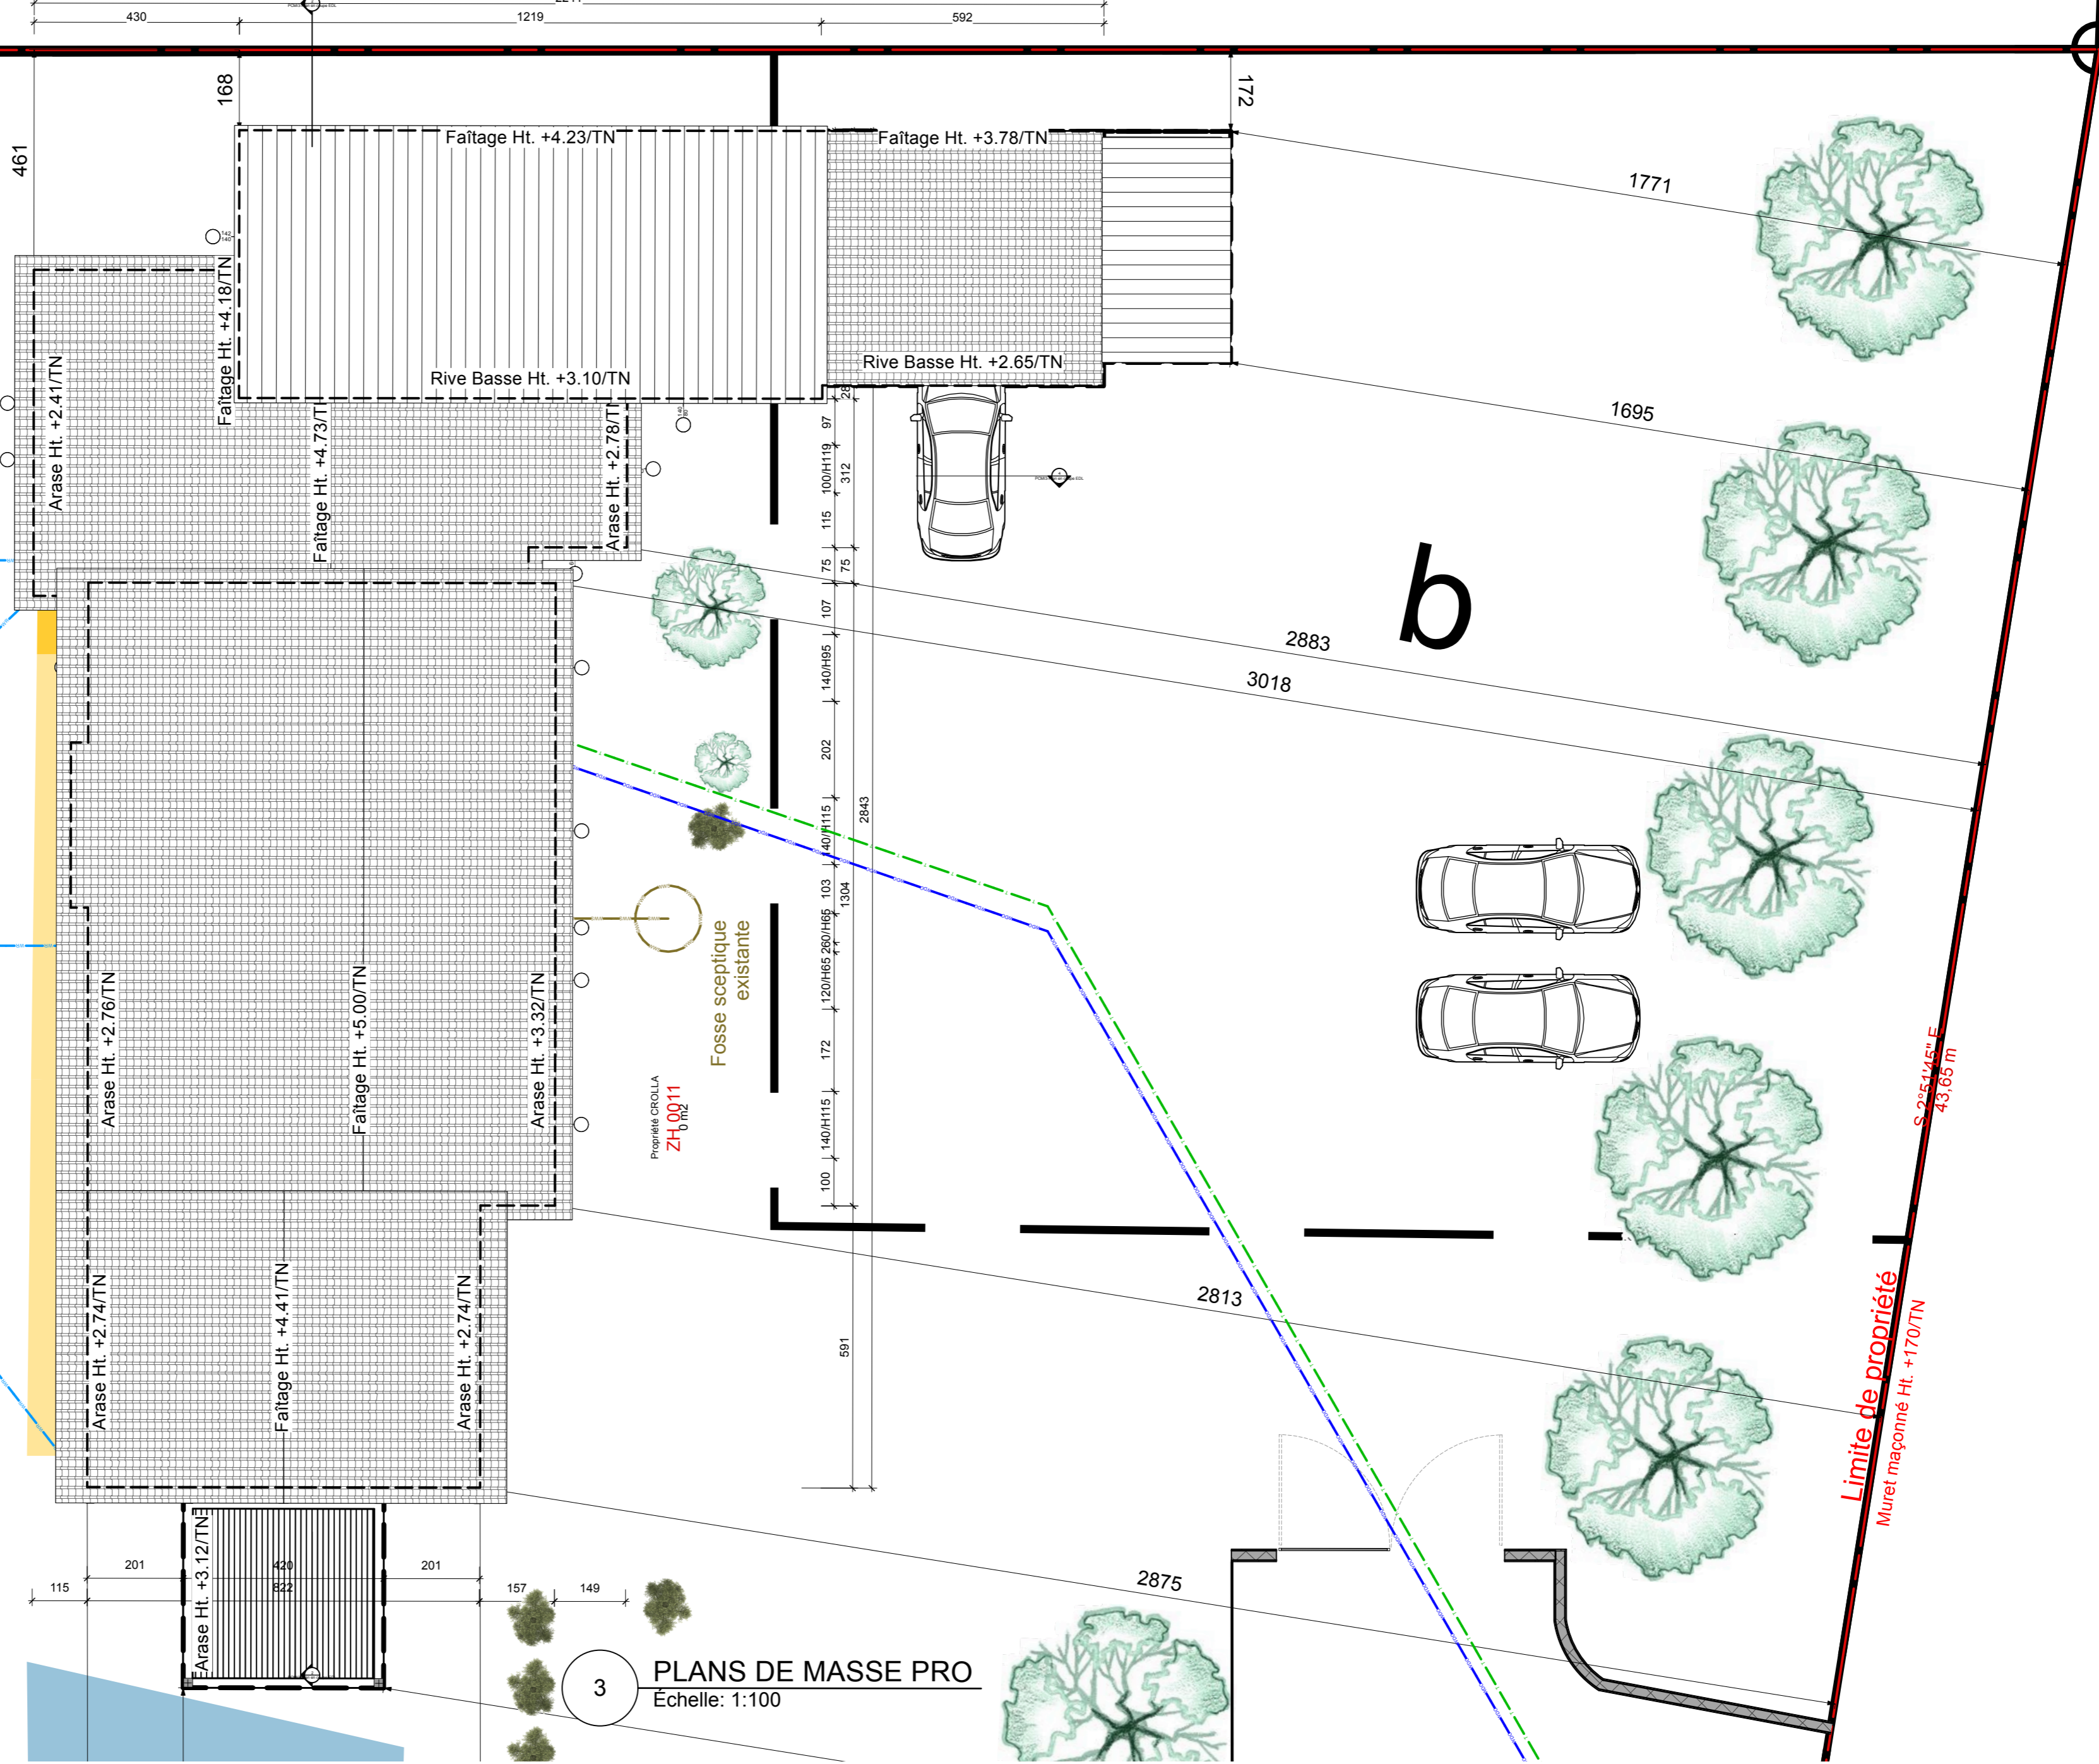 430
1219
592
168
172
461
Faîtage Ht. +4.23/TN
Faîtage Ht. +3.78/TN
1771
142
140
Faîtage Ht. +4.18/TN
Arase Ht. +2.41/TN
Rive Basse Ht. +3.10/TN
Rive Basse Ht. +2.65/TN
28
1695
Faîtage Ht. +4.73/TN
Arase Ht. +2.78/TN
140
80
97
100/H119
312
115
75
75
b
107
2883
3018
140/H95
202
2843
140/H115
103
1304
260/H65
120/H65
Fosse sceptique
existante
Arase Ht. +2.76/TN
Faîtage Ht. +5.00/TN
Arase Ht. +3.32/TN
172
Propriété CROLLA
ZH 0011
0 m2
140/H115
100
S 2°51'45" E
43,65 m
2813
591
Limite de propriété
Muret maçonné Ht. +170/TN
Arase Ht. +2.74/TN
Faîtage Ht. +4.41/TN
Arase Ht. +2.74/TN
Arase Ht. +3.12/TN
201
420
201
115
822
157
149
2875
3
PLANS DE MASSE PRO
Échelle: 1:100